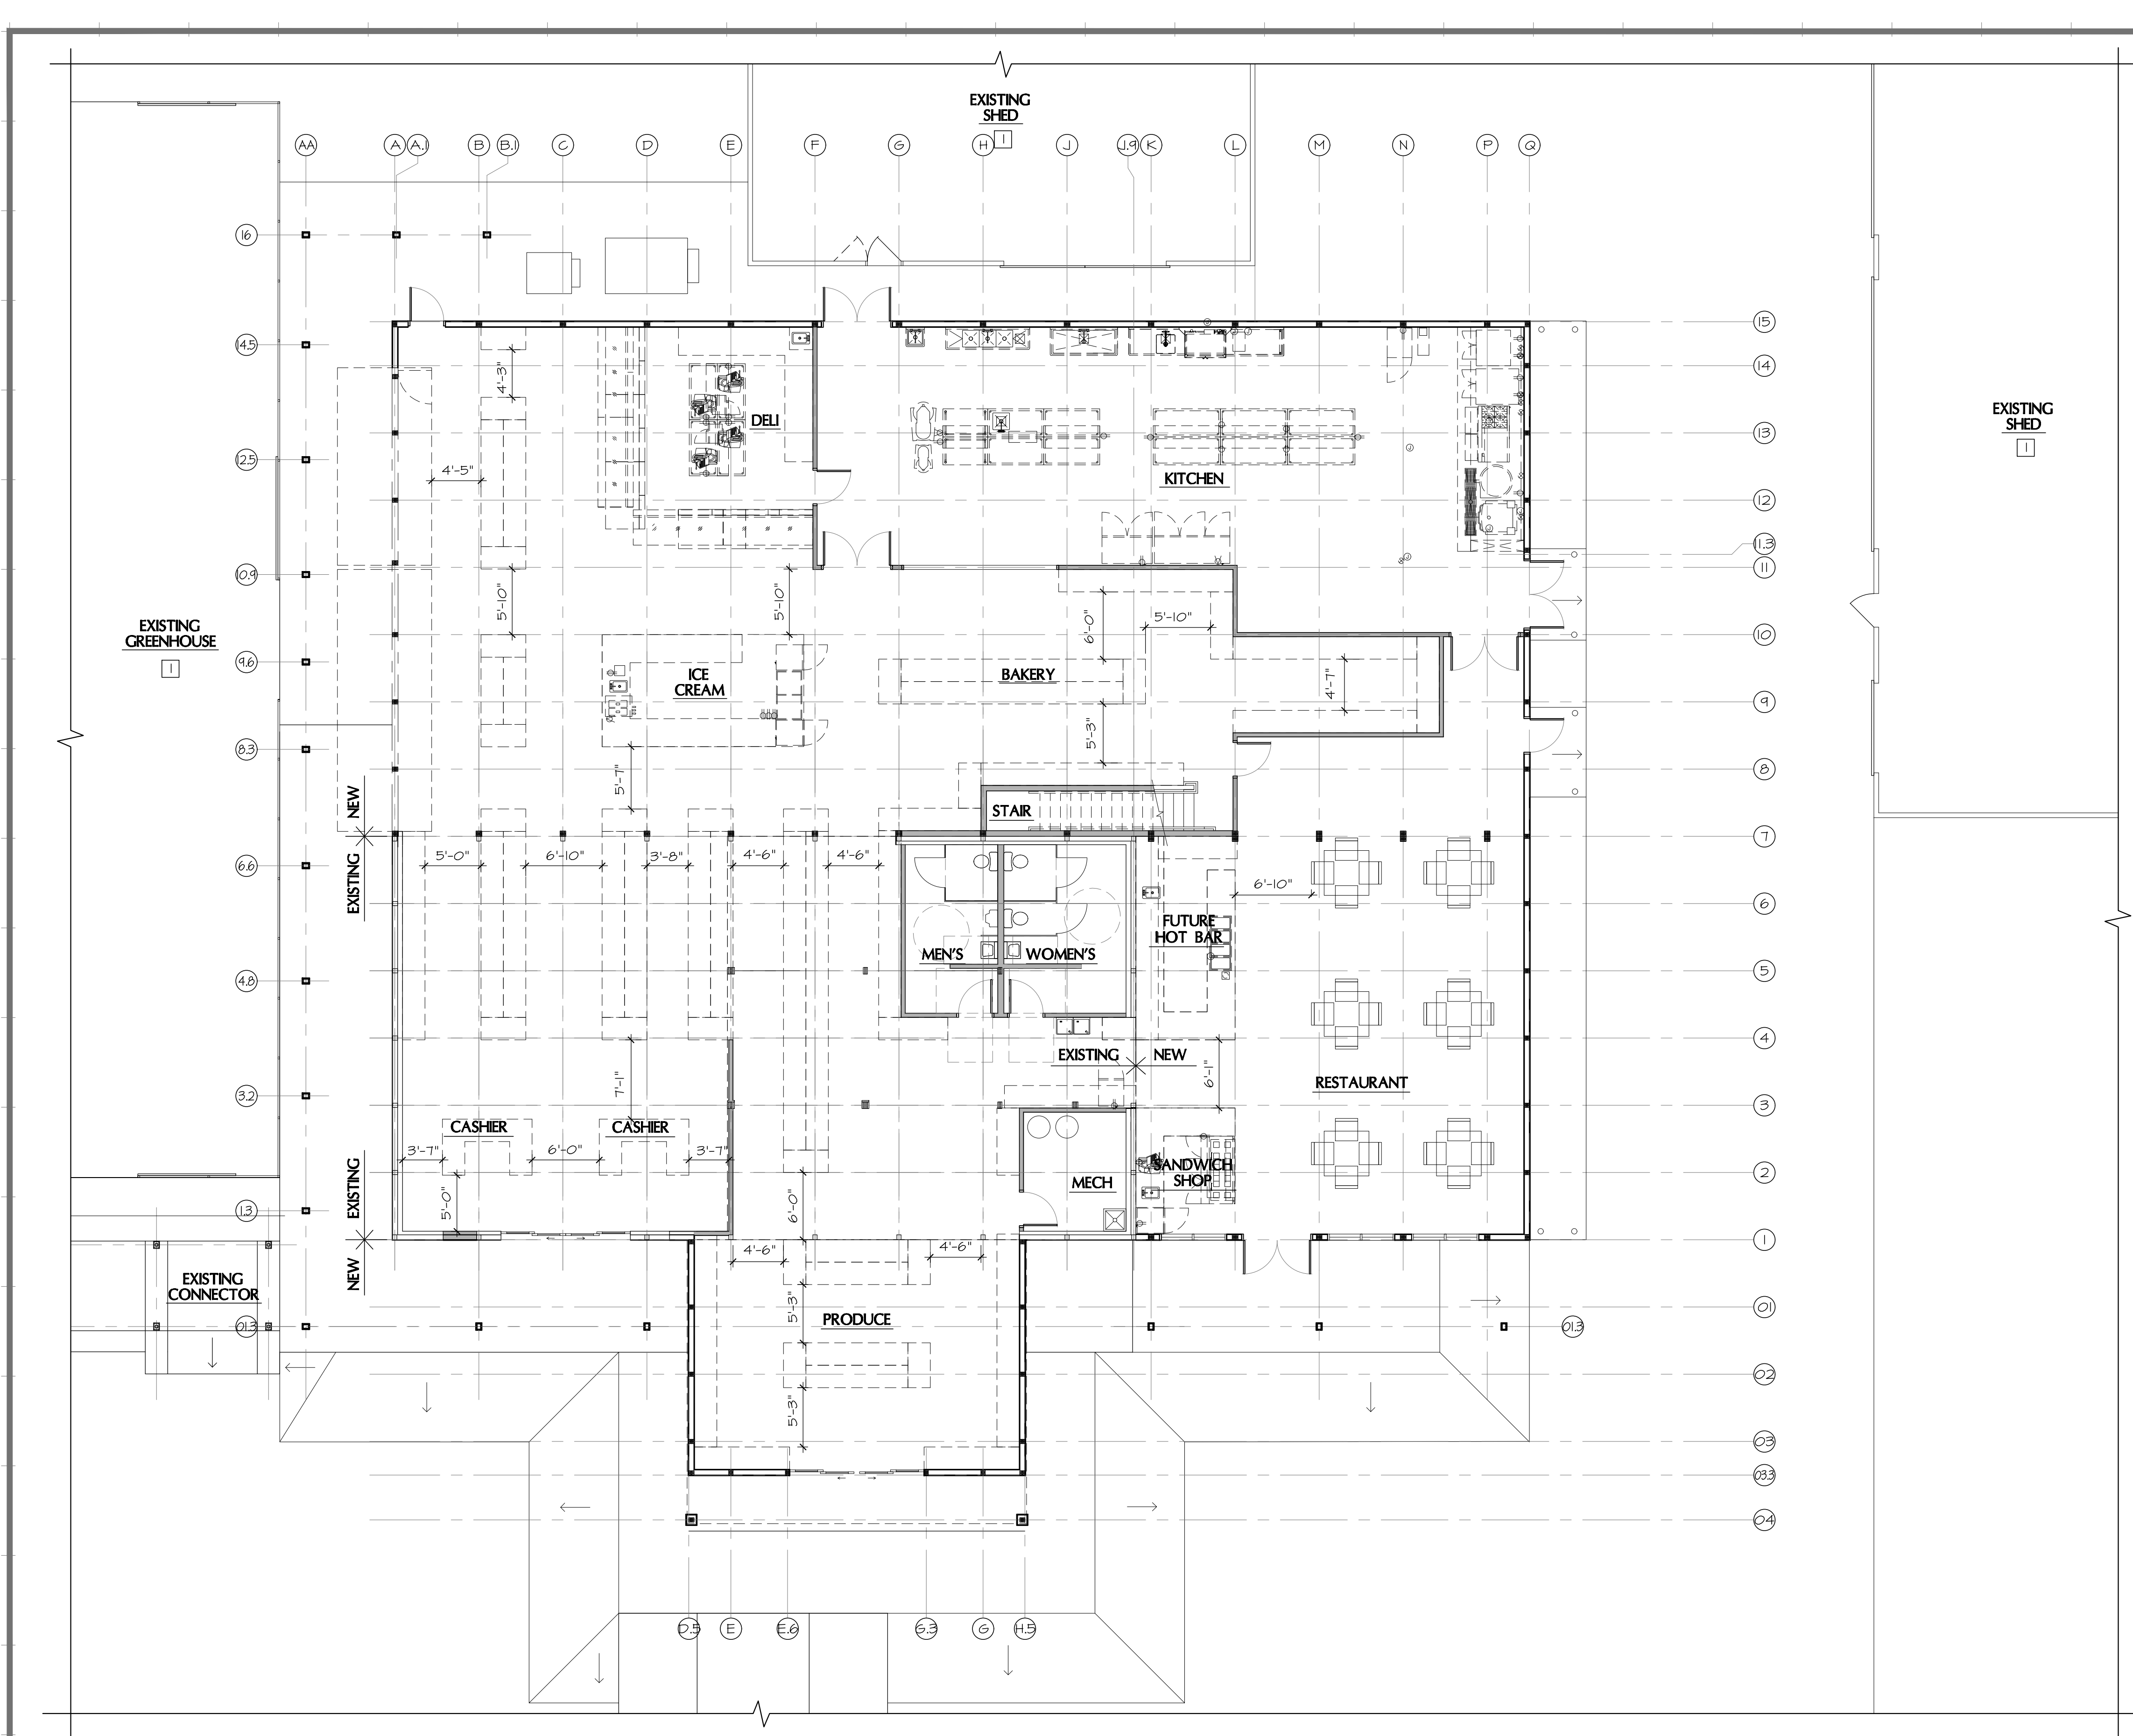 EXISTING
SHED
1
AA
A
A.1
B
B.1
C
D
E
F
G
H
J
J.9
K
L
M
N
P
Q
16
15
14.5
4'-3"
14
EXISTING
SHED
1
DELI
13
12.5
4'-5"
KITCHEN
12
11.3
11
10.9
5'-10"
5'-10"
6'-0"
5'-10"
EXISTING
GREENHOUSE
1
10
9.6
ICE
CREAM
BAKERY
4'-7"
9
8.3
5'-3"
5'-7"
8
NEW
STAIR
7
EXISTING
6.6
5'-0"
6'-10"
3'-8"
4'-6"
4'-6"
6'-10"
6
FUTURE
HOT BAR
MEN'S
WOMEN'S
5
4.8
4
EXISTING
NEW
7'-1"
6'-1"
RESTAURANT
3.2
3
CASHIER
CASHIER
3'-7"
6'-0"
3'-7"
SANDWICH
SHOP
2
MECH
EXISTING
5'-0"
6'-0"
1.3
1
NEW
4'-6"
4'-6"
EXISTING
CONNECTOR
5'-3"
01
PRODUCE
01.3
01.3
02
5'-3"
03
03.3
04
D.5
E
E.6
G.3
G
H.5